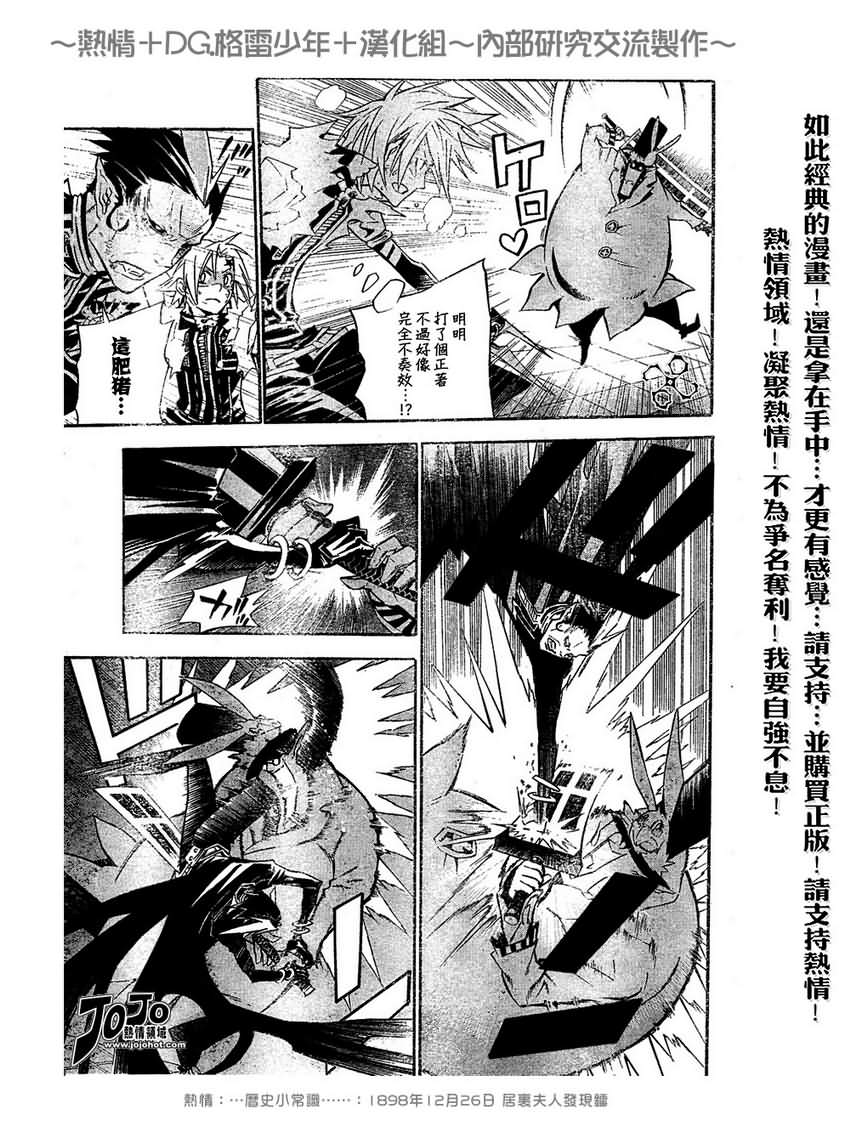 ～熱情＋DG.格雷少年＋漢化組～內部研究交流製作～
如此經典的漫畫！還是拿在手中…才更有感覺…請支持…並購買正版！請支持熱情！
熱情領域！凝聚熱情！不為爭名奪利！我要自強不息！
ケロ♡
明明
打了個正著
不過好像
完全不奏效…!?
這肥猪…
ガッ
JOJO
熱情領域
www.jojohot.com
熱情：…曆史小常識……：1898年12月26日 居裏夫人發現鐳